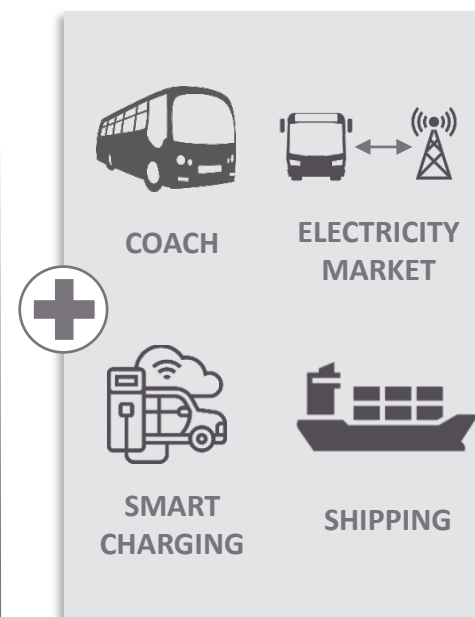 COACH
ELECTRICITY
MARKET
SMART
CHARGING
SHIPPING